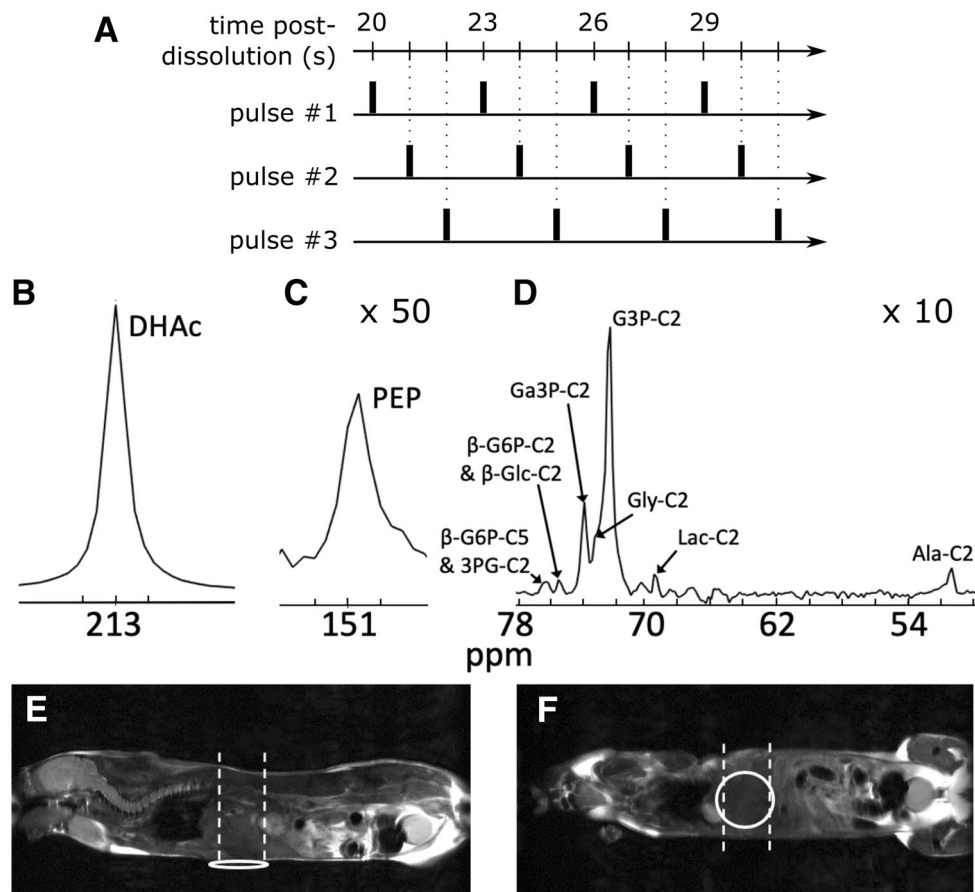 A
time post-
dissolution (s)
20 23 26 29
pulse #1
pulse #2
pulse #3
B
DHAc
213
C
x 50
PEP
151
D
x 10
G3P-C2
Ga3P-C2
β-G6P-C2
& β-Glc-C2
Gly-C2
β-G6P-C5
& 3PG-C2
Lac-C2
Ala-C2
78 70 62 54
ppm
E
F